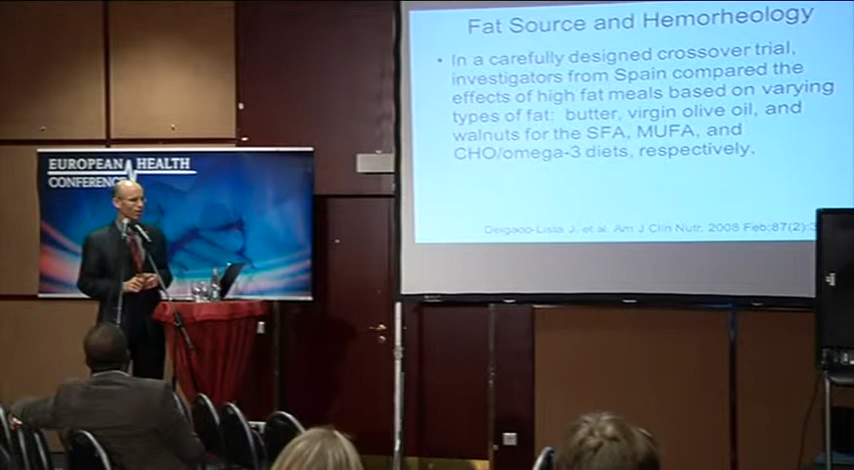 Fat Source and Hemorheology
• In a carefully designed crossover trial,
investigators from Spain compared the
effects of high fat meals based on varying
types of fat: butter, virgin olive oil, and
walnuts for the SFA, MUFA, and
CHO/omega-3 diets, respectively.
Delgado-Lista J, et al. Am J Clin Nutr. 2008 Feb;87(2):3
EUROPEAN HEALTH
CONFERENCE